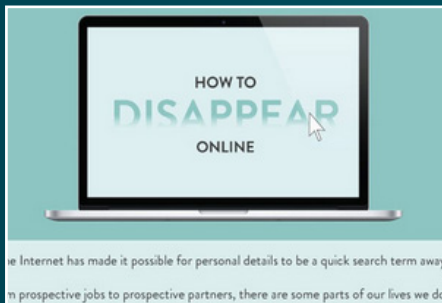 HOW TO
DISAPPEAR
ONLINE
e Internet has made it possible for personal details to be a quick search term away
m prospective jobs to prospective partners, there are some parts of our lives we do